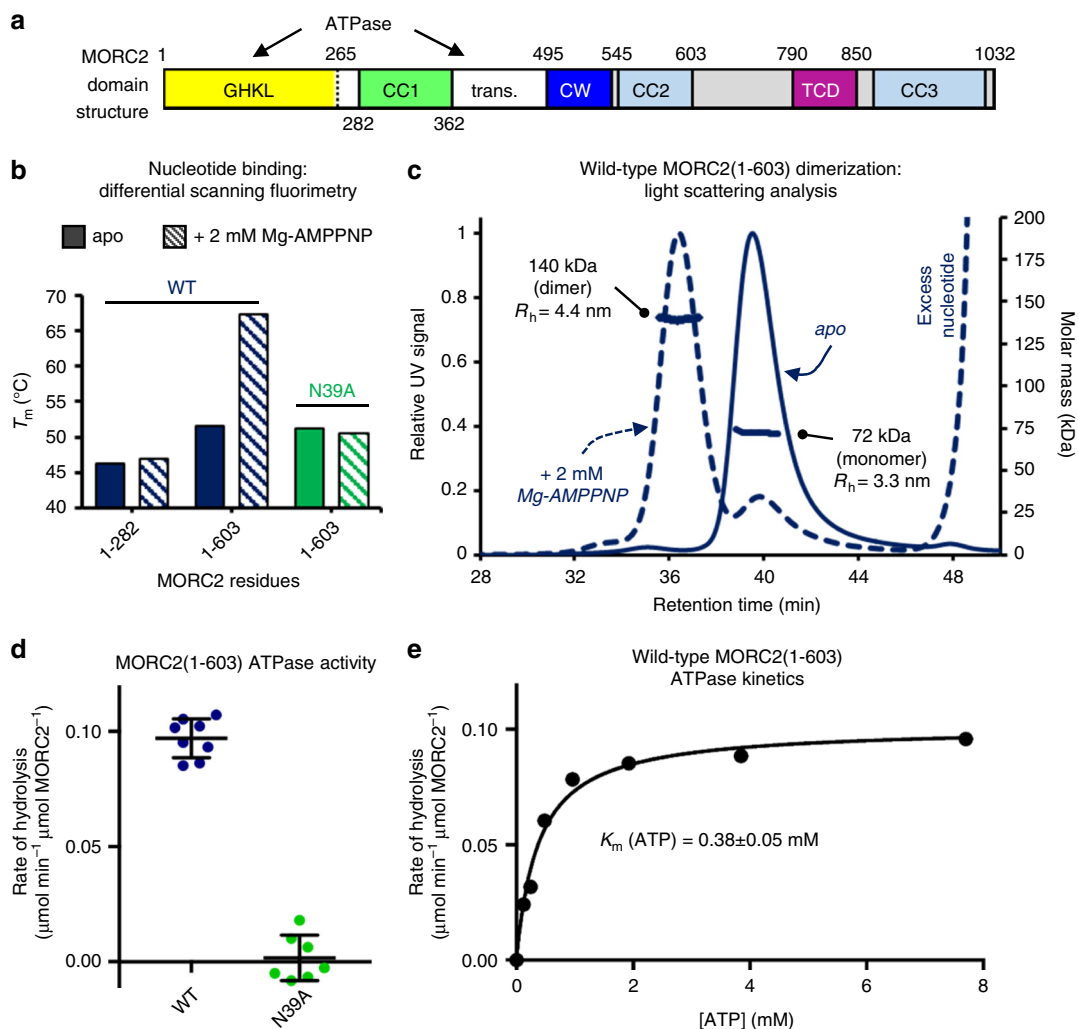 a
ATPase
MORC2 domain structure
1 265 495 545 603 790 850 1032
GHKL CC1 trans. CW CC2 TCD CC3
282 362
b
Nucleotide binding:
differential scanning fluorimetry
apo + 2 mM Mg-AMPPNP
WT
N39A
Tm (°C)
70
65
60
55
50
45
40
1-282 1-603 1-603
MORC2 residues
c
Wild-type MORC2(1-603) dimerization:
light scattering analysis
Relative UV signal
1
0.8
0.6
0.4
0.2
0
140 kDa
(dimer)
Rh = 4.4 nm
apo
+ 2 mM
Mg-AMPPNP
72 kDa
(monomer)
Rh = 3.3 nm
Excess
nucleotide
200
175
150
125
100
75
50
25
0
Molar mass (kDa)
28 32 36 40 44 48
Retention time (min)
d
MORC2(1-603) ATPase activity
Rate of hydrolysis
(μmol min⁻¹ μmol MORC2⁻¹)
0.10
0.05
0.00
WT N39A
e
Wild-type MORC2(1-603)
ATPase kinetics
Rate of hydrolysis
(μmol min⁻¹ μmol MORC2⁻¹)
0.10
0.05
0.00
Km (ATP) = 0.38±0.05 mM
0 2 4 6 8
[ATP] (mM)